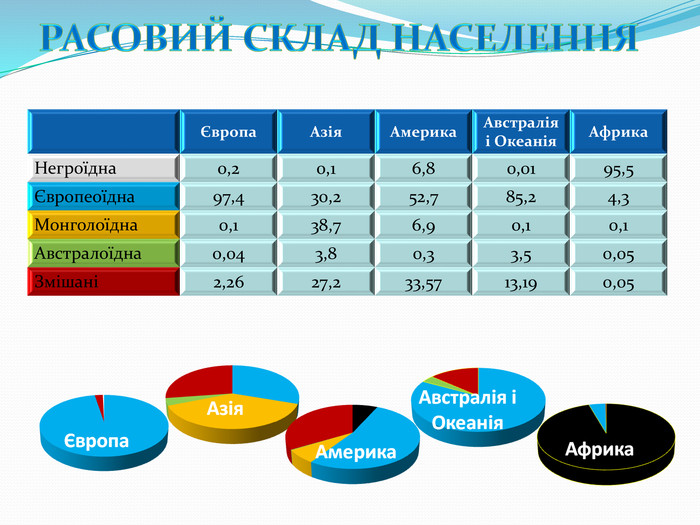 РАСОВИЙ СКЛАД НАСЕЛЕННЯ
Європа Азія Америка Австралія і Океанія Африка
Негроїдна 0,2 0,1 6,8 0,01 95,5
Європеоїдна 97,4 30,2 52,7 85,2 4,3
Монголоїдна 0,1 38,7 6,9 0,1 0,1
Австралоїдна 0,04 3,8 0,3 3,5 0,05
Змішані 2,26 27,2 33,57 13,19 0,05
Європа
Азія
Америка
Австралія і
Океанія
Африка